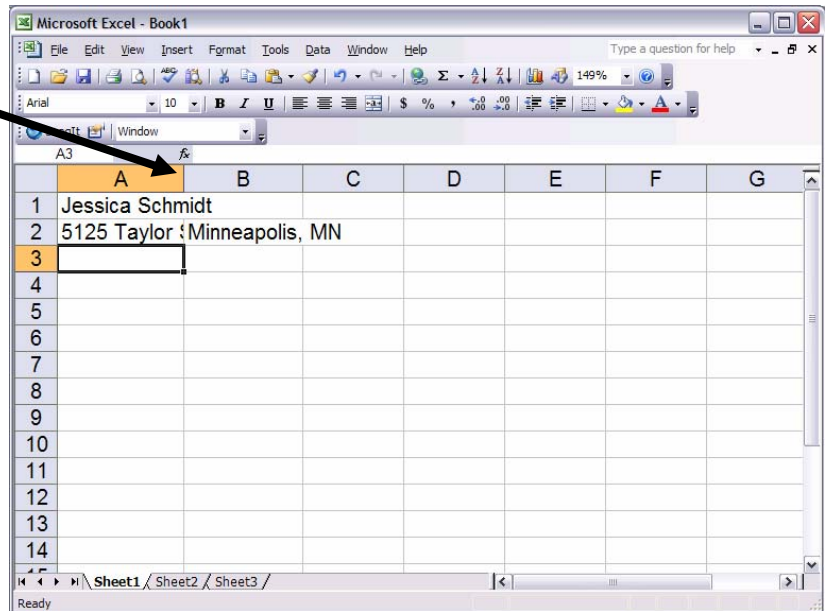 Microsoft Excel - Book1
File Edit View Insert Format Tools Data Window Help Type a question for help
149%
Arial 10 B I U $ % ,
Window
A3 fx
A B C D E F G
1 Jessica Schmidt
2 5125 Taylor Minneapolis, MN
3
4
5
6
7
8
9
10
11
12
13
14
Sheet1 Sheet2 Sheet3
Ready